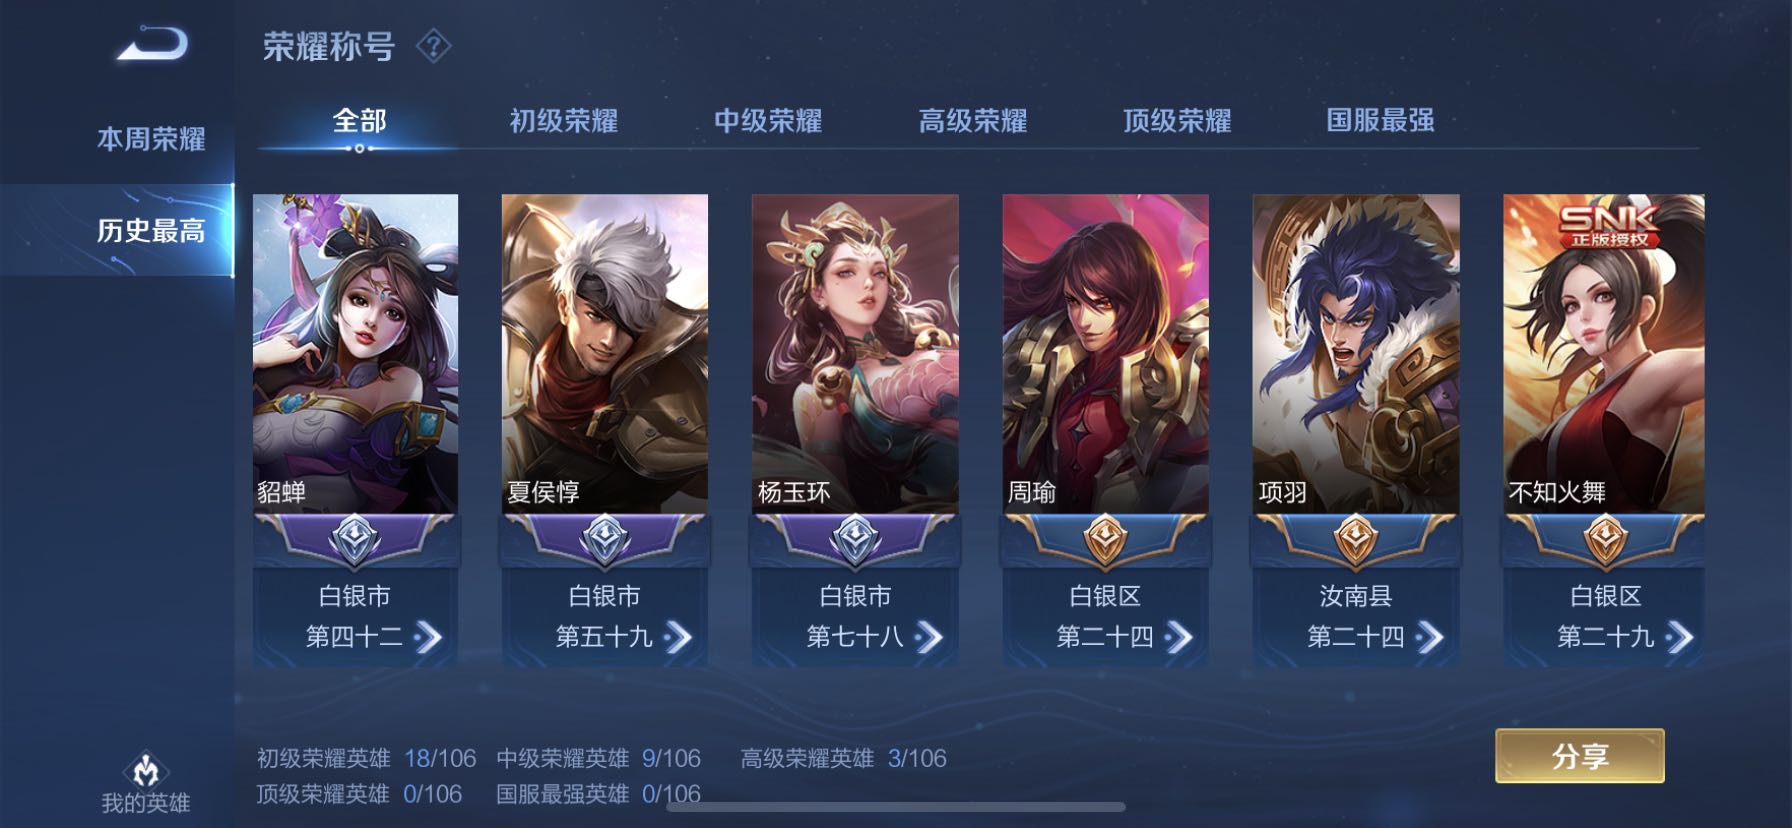 荣耀称号 ?
本周荣耀
历史最高
全部 初级荣耀 中级荣耀 高级荣耀 顶级荣耀 国服最强
SNK
正版授权
貂蝉 夏侯惇 杨玉环 周瑜 项羽 不知火舞
白银市 白银市 白银市 白银区 汝南县 白银区
第四十二 第五十九 第七十八 第二十四 第二十四 第二十九
初级荣耀英雄 18/106 中级荣耀英雄 9/106 高级荣耀英雄 3/106
顶级荣耀英雄 0/106 国服最强英雄 0/106
分享
我的英雄